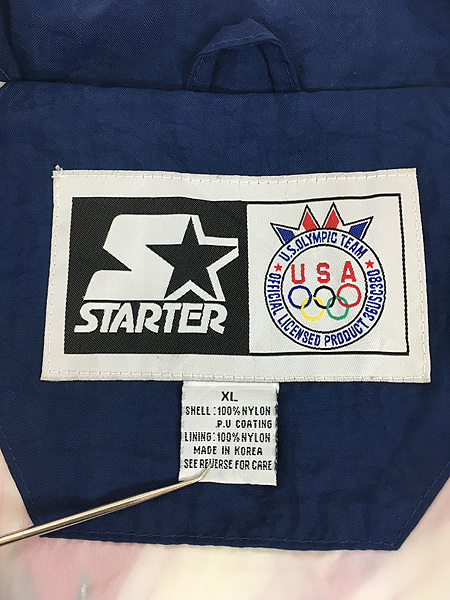 STARTER
U.S. OLYMPIC TEAM
USA
OFFICIAL LICENSED PRODUCT 36USC380
XL
SHELL: 100% NYLON
P.U COATING
LINING: 100% NYLON
MADE IN KOREA
SEE REVERSE FOR CARE